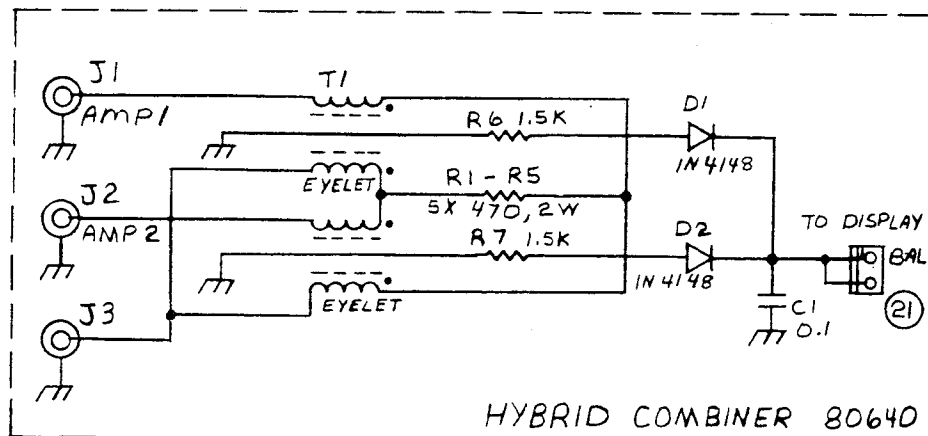 J1
AMP1
T1
R6 1.5K
D1
1N4148
EYELET
R1 - R5
5X 470, 2W
J2
AMP 2
R7 1.5K
D2
1N4148
TO DISPLAY
BAL
21
EYELET
J3
C1
0.1
HYBRID COMBINER 80640